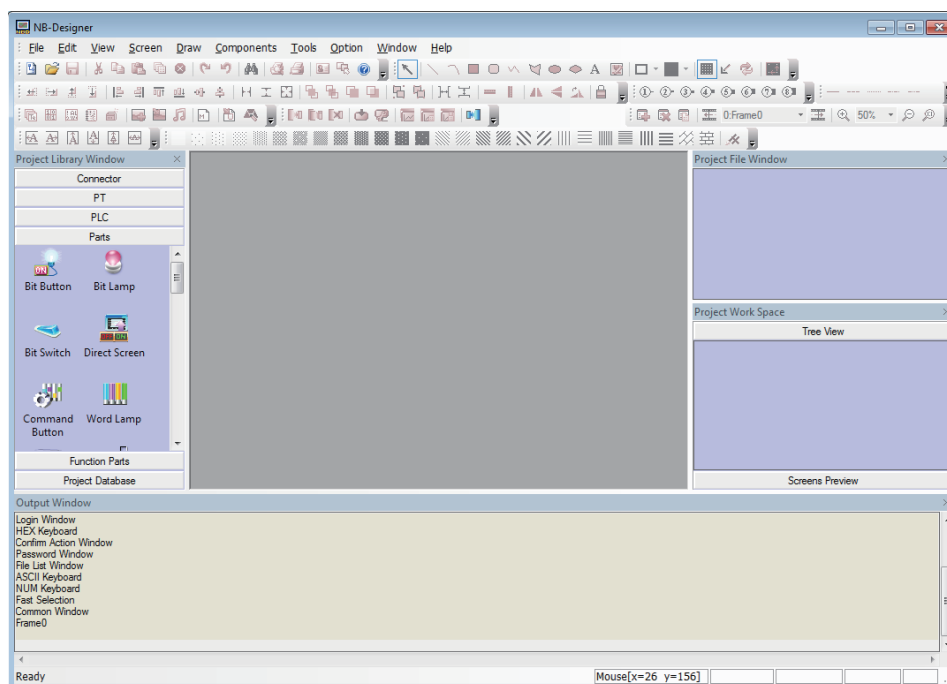 NB-Designer
File Edit View Screen Draw Components Tools Option Window Help
0:Frame0 50%
Project Library Window
Connector
PT
PLC
Parts
Bit Button Bit Lamp
Bit Switch Direct Screen
Command Button Word Lamp
Function Parts
Project Database
Project File Window
Project Work Space
Tree View
Screens Preview
Output Window
Login Window
HEX Keyboard
Confirm Action Window
Password Window
File List Window
ASCII Keyboard
NUM Keyboard
Fast Selection
Common Window
Frame0
Ready Mouse[x=26 y=156]